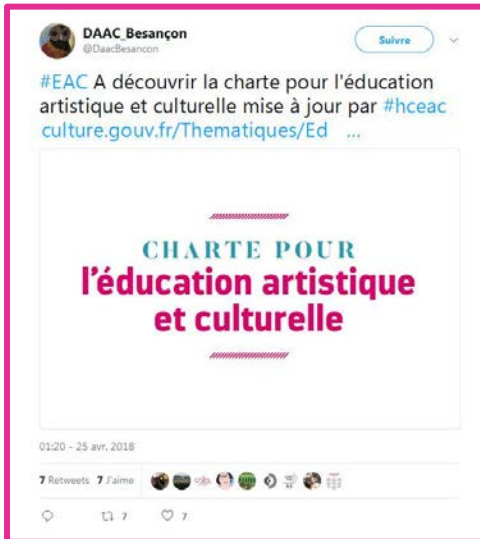 DAAC_Besançon
@DaacBesancon
Suivre
#EAC A découvrir la charte pour l'éducation
artistique et culturelle mise à jour par #hceac
culture.gouv.fr/Thematiques/Ed ...
CHARTE POUR
l'éducation artistique
et culturelle
01:20 - 25 avr. 2018
7 Retweets 7 J'aime
7 7